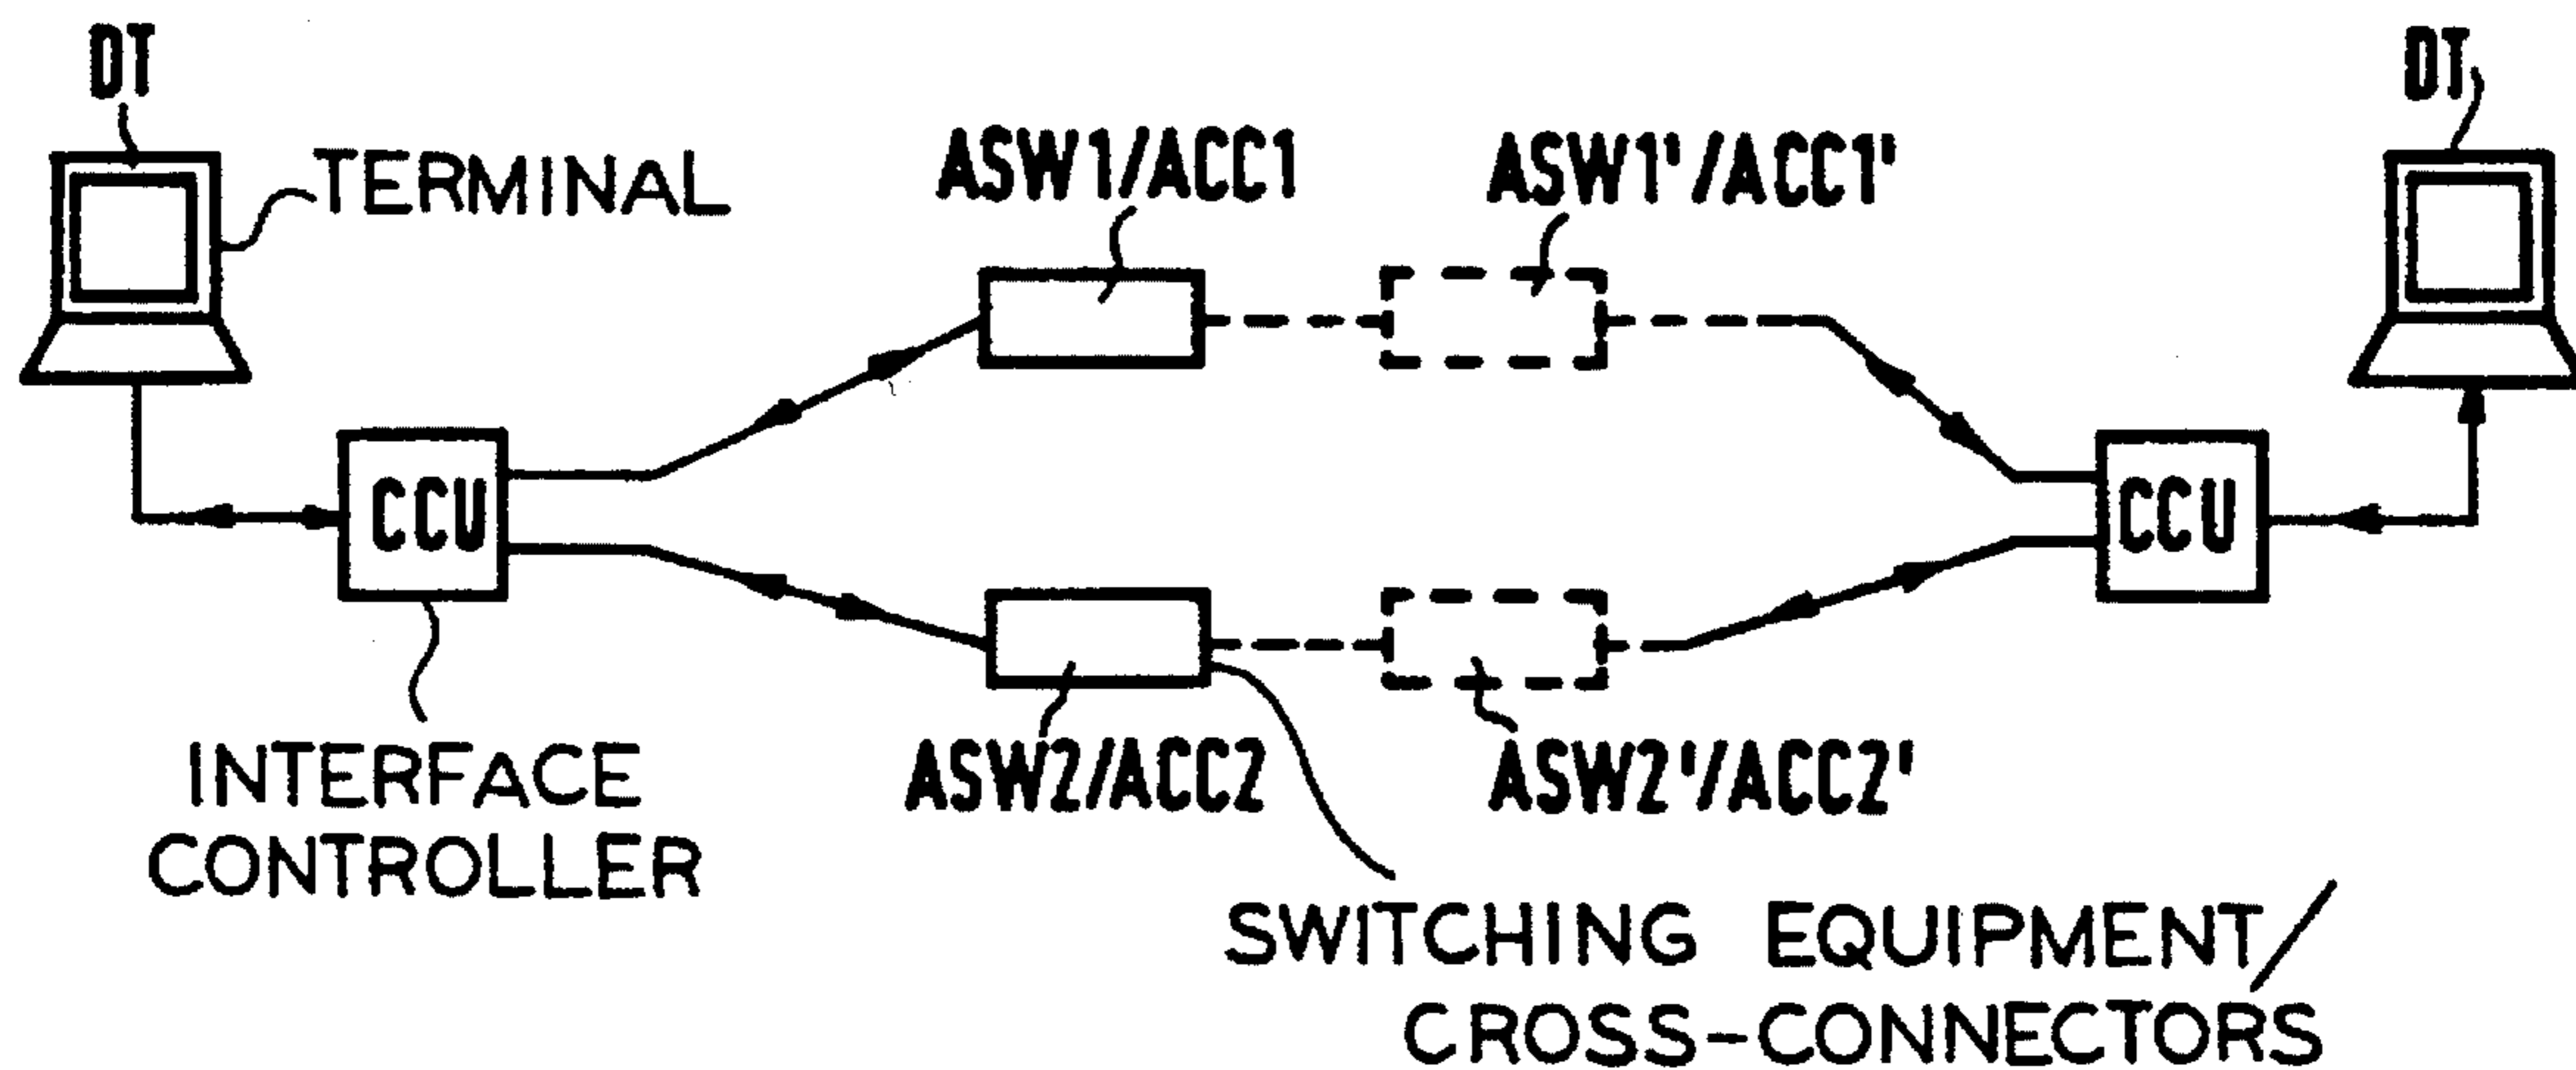 DT
DT
TERMINAL
ASW1/ACC1
ASW1'/ACC1'
CCU
CCU
INTERFACE
CONTROLLER
ASW2/ACC2
ASW2'/ACC2'
SWITCHING EQUIPMENT/
CROSS-CONNECTORS